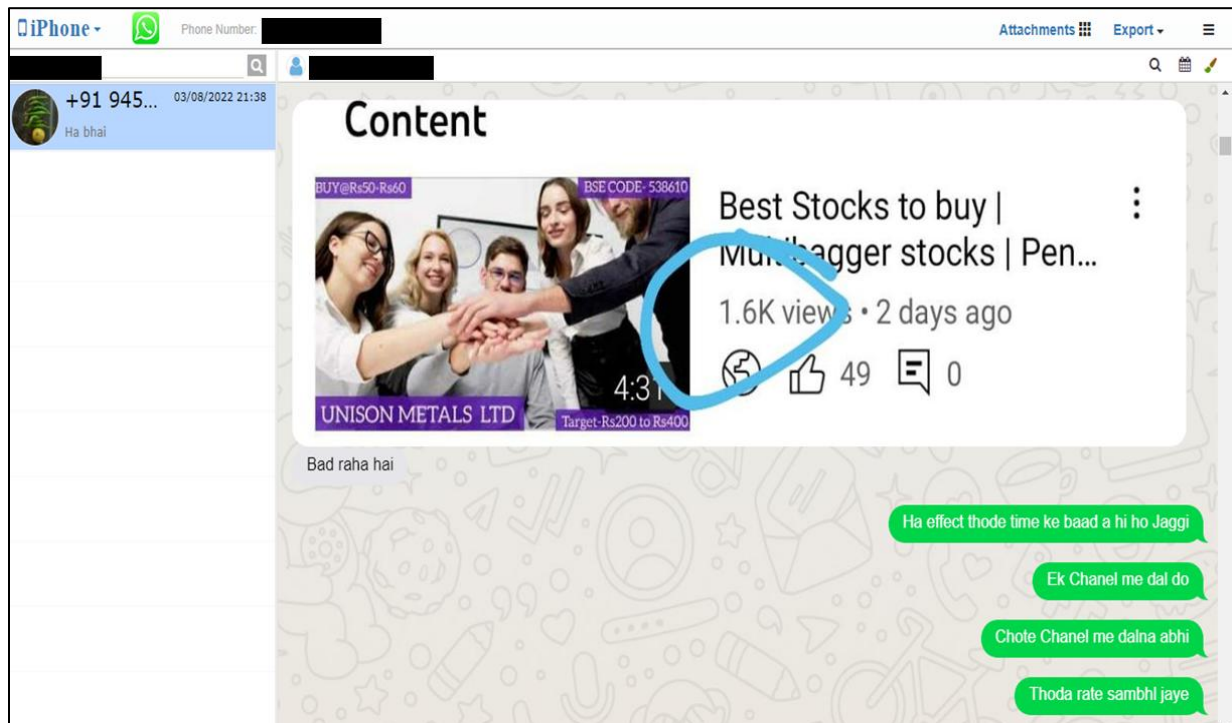 iPhone
Phone Number:
Attachments
Export
+91 945...
03/08/2022 21:38
Ha bhai
Content
BUY@Rs50-Rs60
BSE CODE- 538610
4:31
UNISON METALS LTD
Target-Rs200 to Rs400
Best Stocks to buy |
Multibagger stocks | Pen...
1.6K views • 2 days ago
49
0
Bad raha hai
Ha effect thode time ke baad a hi ho Jaggi
Ek Chanel me dal do
Chote Chanel me dalna abhi
Thoda rate sambhl jaye